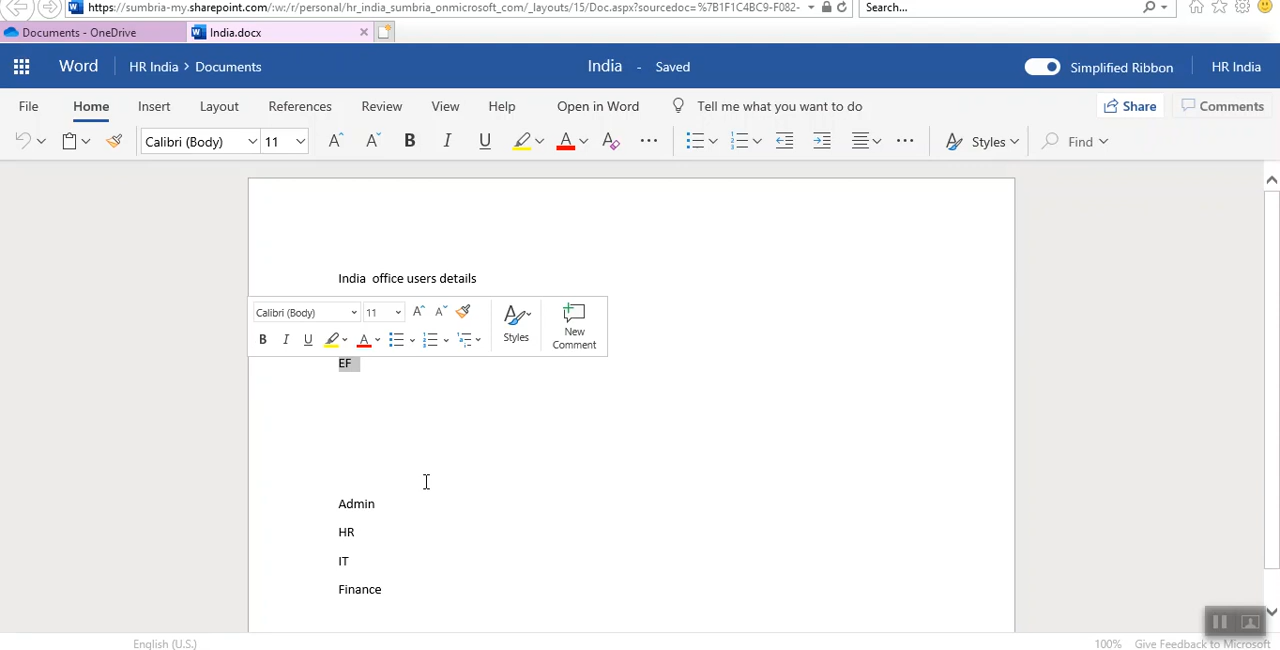 https://sumbria-my.sharepoint.com/:w:/r/personal/hr_india_sumbria_onmicrosoft_com/_layouts/15/Doc.aspx?sourcedoc=%7B1F1C4BC9-F082- Search...
Documents - OneDrive India.docx
Word HR India > Documents India - Saved Simplified Ribbon HR India
File Home Insert Layout References Review View Help Open in Word Tell me what you want to do Share Comments
Calibri (Body) 11 B I U A Styles Find
India office users details
Calibri (Body) 11
B I U A Styles New Comment
EF
Admin
HR
IT
Finance
English (U.S.) 100% Give Feedback to Microsoft